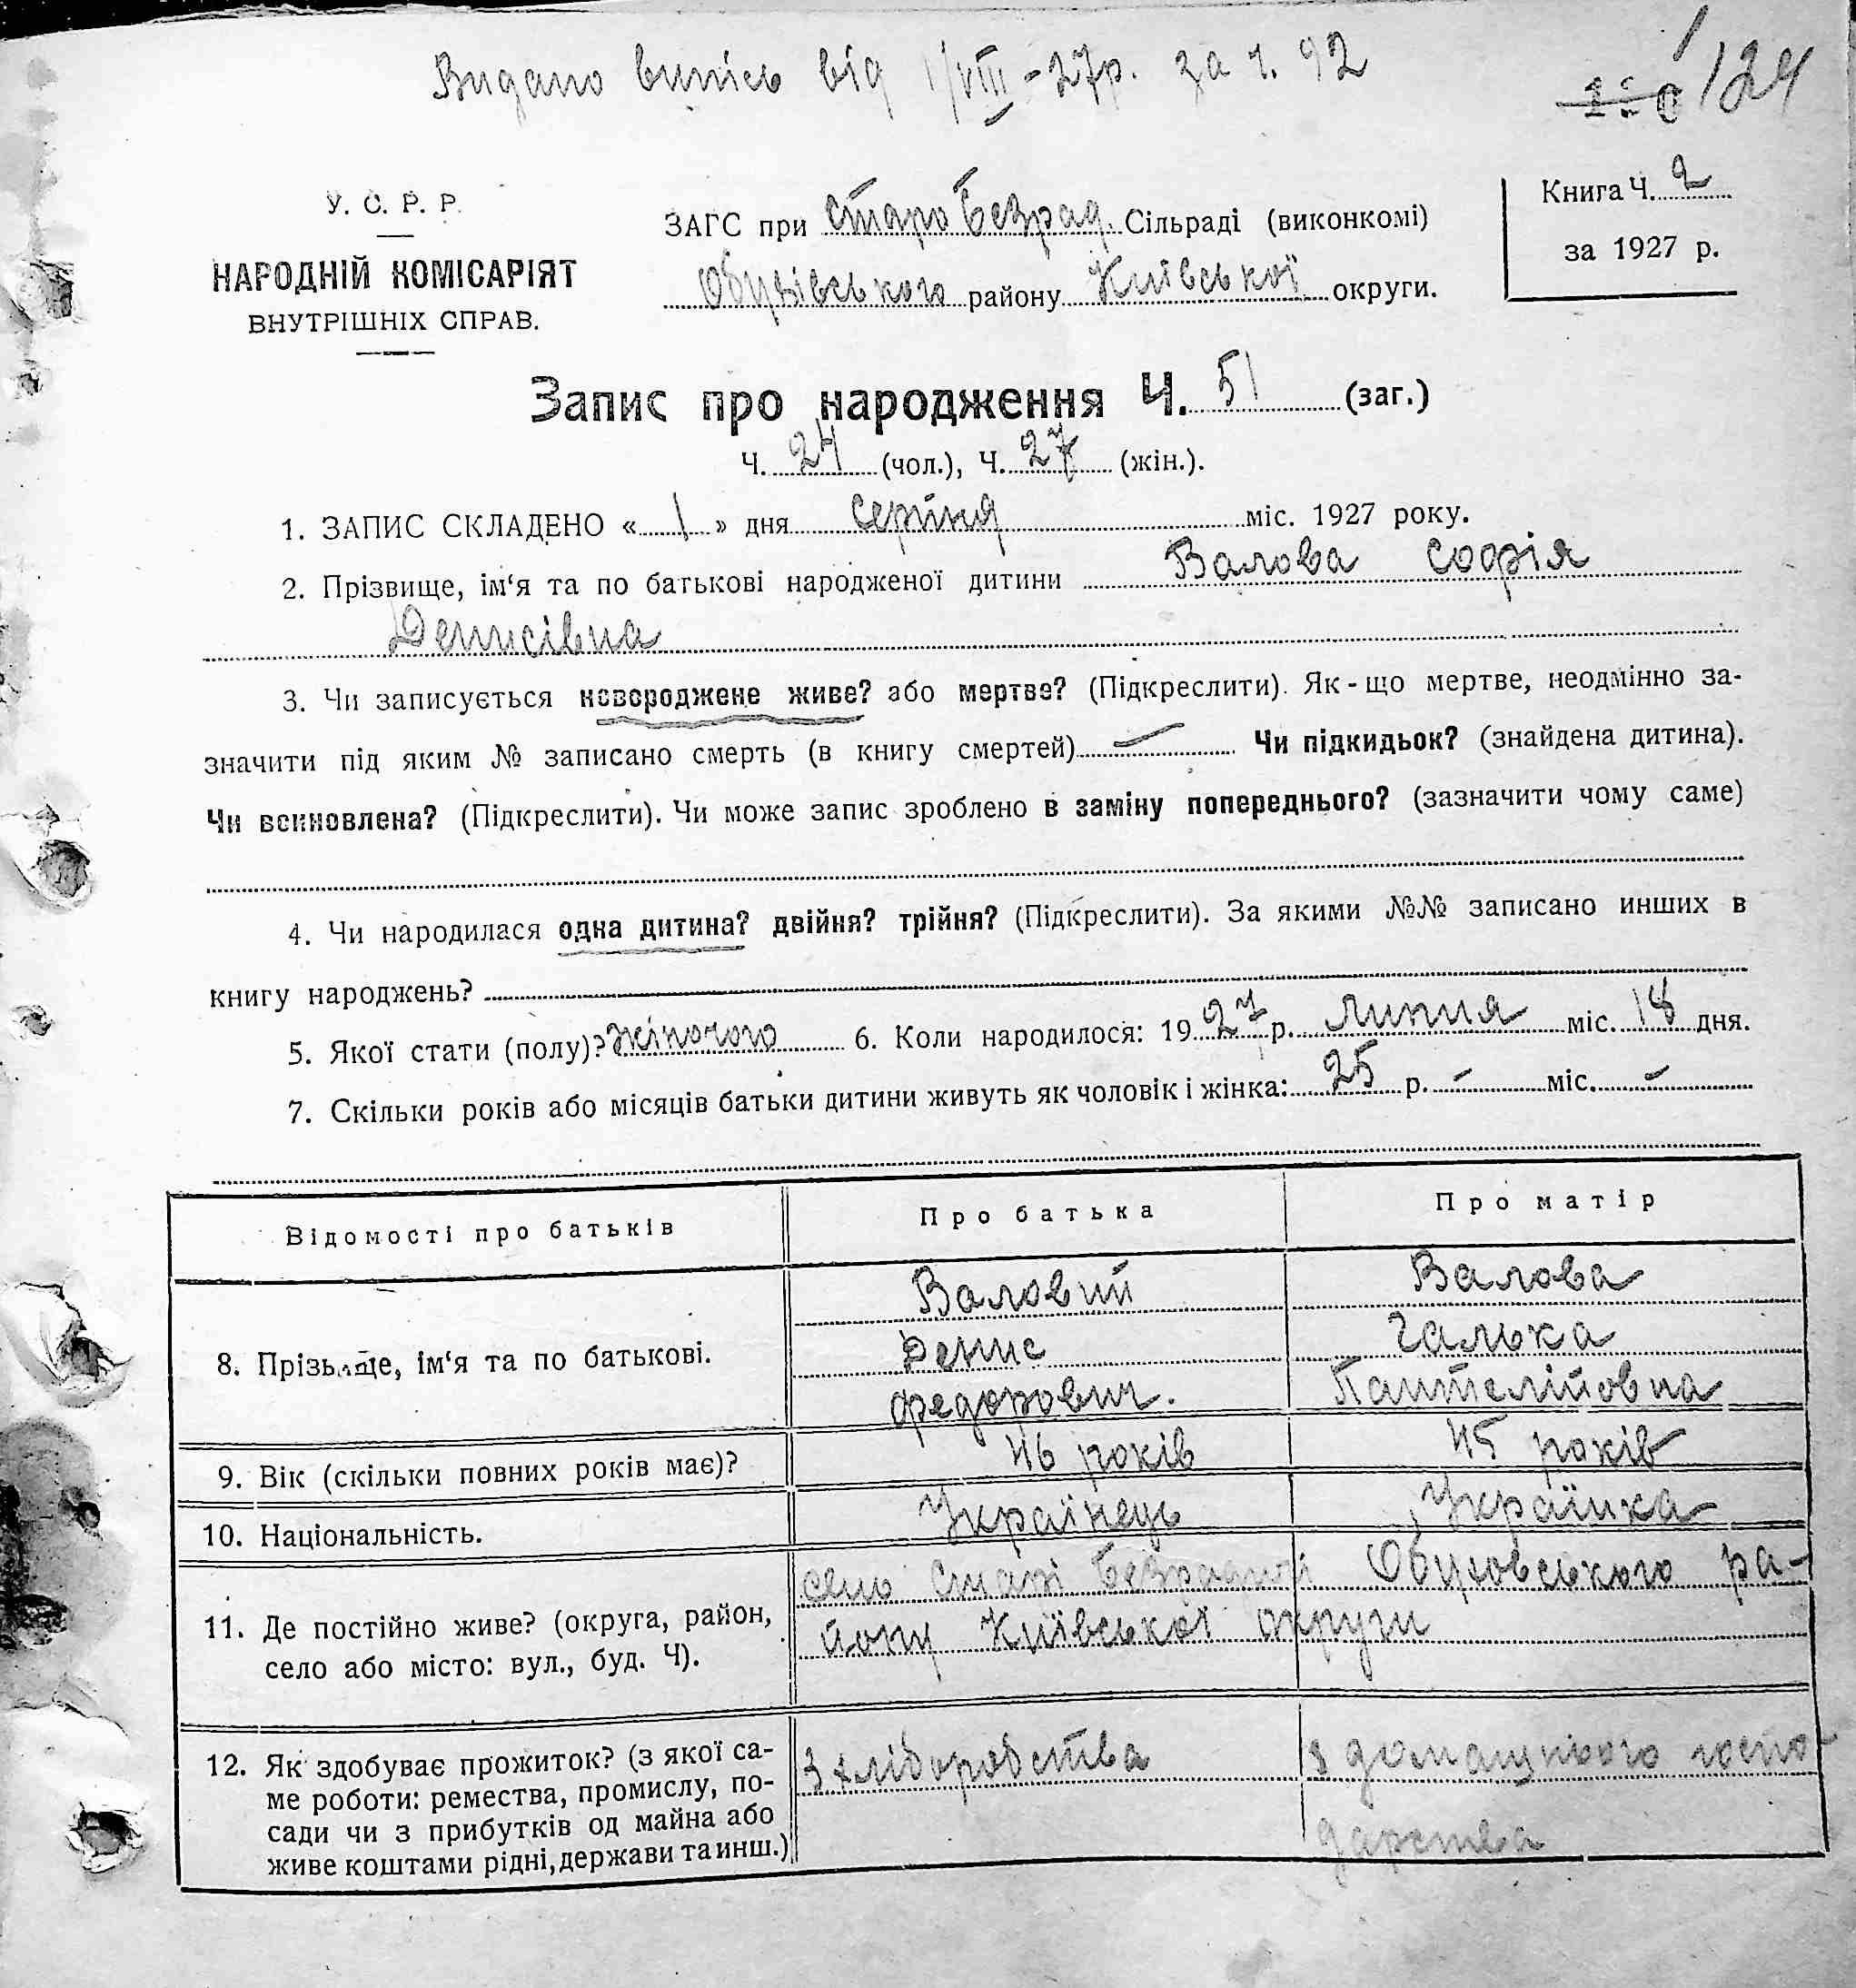 Видано випісь від 1/VIII-27р. за ч. 92
124
У. С. Р. Р.
НАРОДНІЙ КОМІСАРІЯТ
ВНУТРІШНІХ СПРАВ.
ЗАГС при Старо Безрад. Сільраді (виконкомі)
Обухівського району Київської округи.
Книга Ч. 2
за 1927 р.
Запис про народження Ч. 51 (заг.)
Ч. 24 (чол.), Ч. 27 (жін.).
1. ЗАПИС СКЛАДЕНО « 1 » дня серпня міс. 1927 року.
2. Прізвище, ім‘я та по батькові народженої дитини Валова Софія
Денисівна
3. Чи записується новороджене живе? або мертве? (Підкреслити). Як-що мертве, неодмінно за-
значити під яким № записано смерть (в книгу смертей) — Чи підкидьок? (знайдена дитина).
Чи всиновлена? (Підкреслити). Чи може запис зроблено в заміну попереднього? (зазначити чому саме)
4. Чи народилася одна дитина? двійня? трійня? (Підкреслити). За якими №№ записано инших в
книгу народжень?
5. Якої стати (полу)? жіночого 6. Коли народилося: 1927 р. Липня міс. 18 дня.
7. Скільки років або місяців батьки дитини живуть як чоловік і жінка: 25 р. - міс. -
Відомості про батьків Про батька Про матір
8. Прізвище, ім‘я та по батькові.
Валовий Валова
Денис Галька
Федорович. Пантелійовна
9. Вік (скільки повних років має)? 46 років 45 років
10. Національність. Українець Українка
11. Де постійно живе? (округа, район,
село або місто: вул., буд. Ч).
село Старі Безрадичі Обуховського ра-
йону Київської округи
12. Як здобуває прожиток? (з якої са-
ме роботи: ремества, промислу, по-
сади чи з прибутків од майна або
живе коштами рідні, держави та инш.)
З хліборобства з домашнього госпо-
дарства